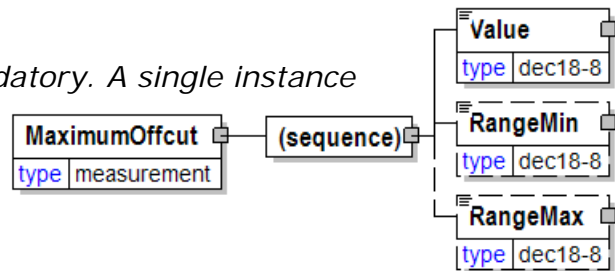 Value
type dec18-8
datory. A single instance
RangeMin
type dec18-8
MaximumOffcut
type measurement
(sequence)
RangeMax
type dec18-8